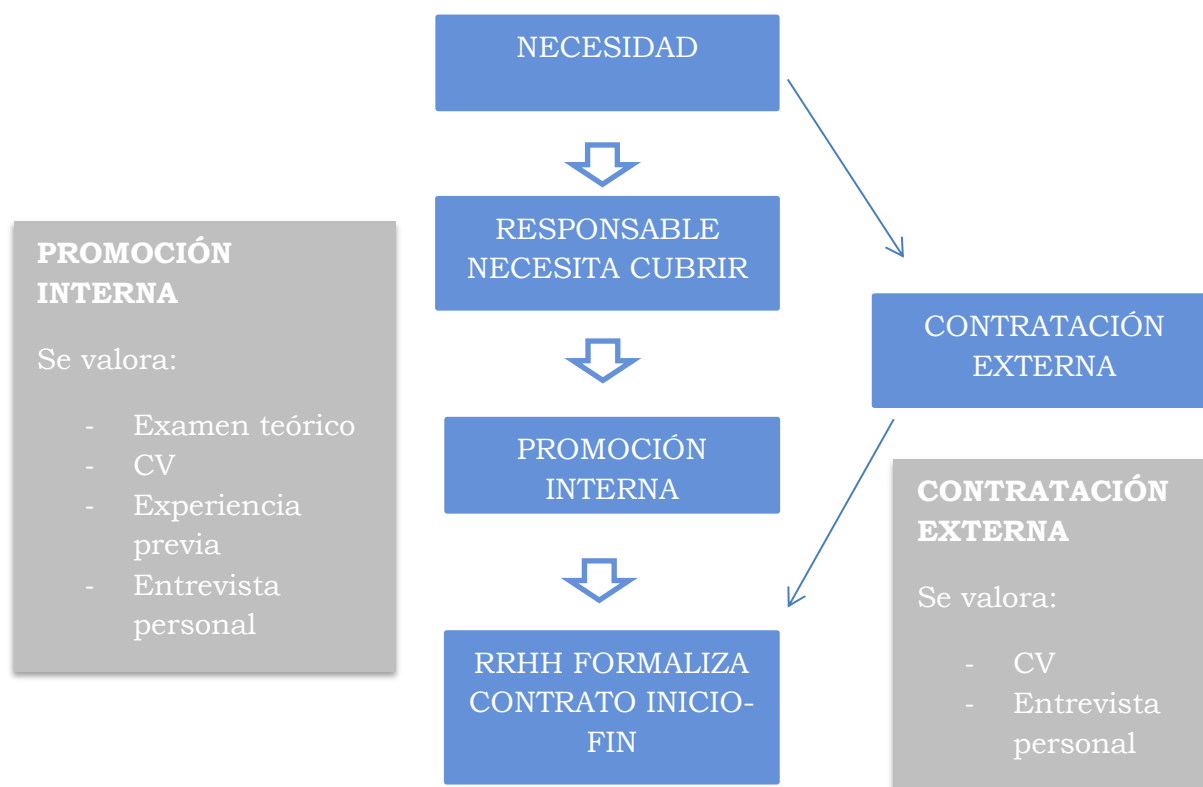 NECESIDAD
RESPONSABLE
NECESITA CUBRIR
PROMOCIÓN
INTERNA
Se valora:
- Examen teórico
- CV
- Experiencia
previa
- Entrevista
personal
CONTRATACIÓN
EXTERNA
PROMOCIÓN
INTERNA
CONTRATACIÓN
EXTERNA
Se valora:
- CV
- Entrevista
personal
RRHH FORMALIZA
CONTRATO INICIO-
FIN